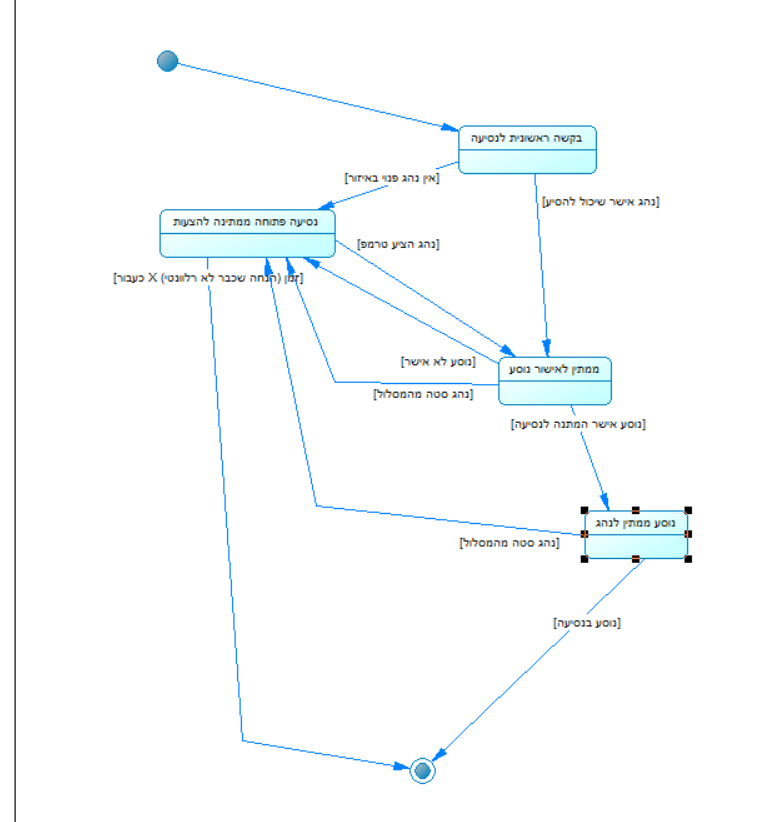 בקשה ראשונית לנסיעה
[אין נהג פנוי באיזור]
[נהג אישר שיכול להסיע]
נסיעה פתוחה ממתינה להצעות
[נהג הציע טרמפ]
[זמן (הנחה שכבר לא רלוונטי) X כעבור]
[נוסע לא אישר]
ממתין לאישור נוסע
[נהג סטה מהמסלול]
[נוסע אישר המתנה לנסיעה]
נוסע ממתין לנהג
[נהג סטה מהמסלול]
[נוסע בנסיעה]